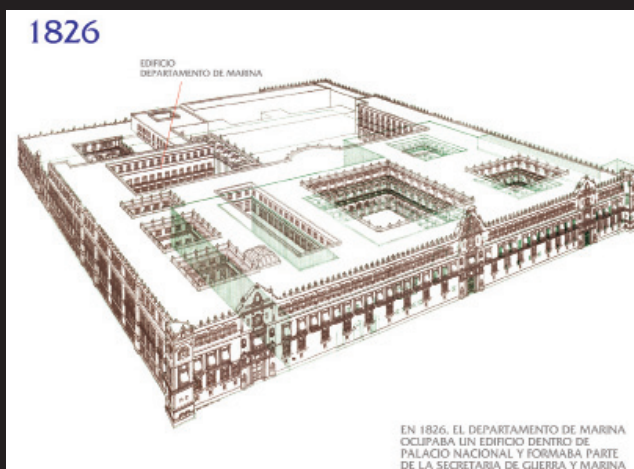 1826
EDIFICIO
DEPARTAMENTO DE MARINA
EN 1826, EL DEPARTAMENTO DE MARINA
OCUPABA UN EDIFICIO DENTRO DE
PALACIO NACIONAL Y FORMABA PARTE
DE LA SECRETARIA DE GUERRA Y MARINA